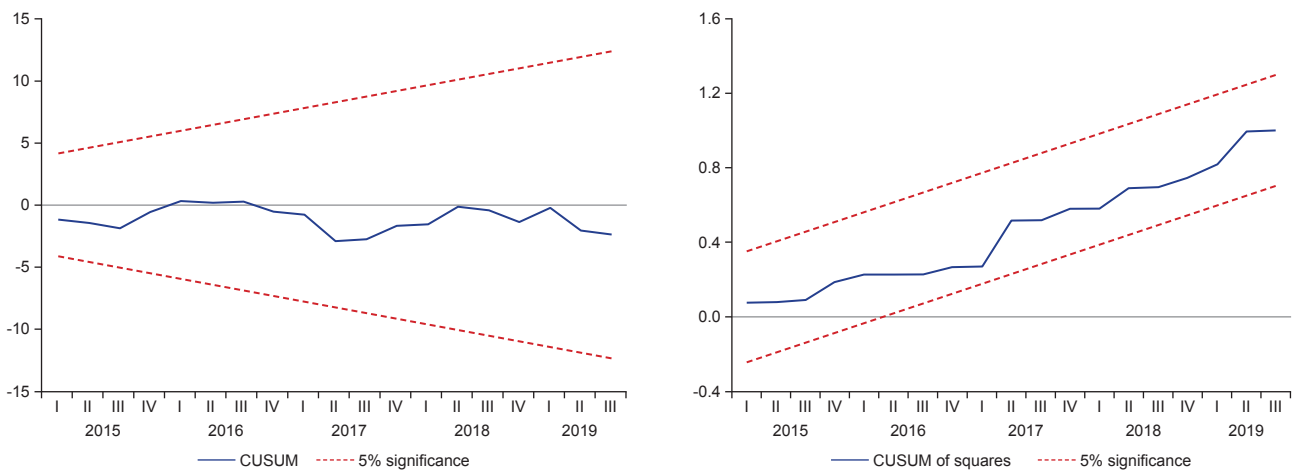 15
10
5
0
-5
-10
-15
I II III IV I II III IV I II III IV I II III IV I II III
2015 2016 2017 2018 2019
CUSUM 5% significance
1.6
1.2
0.8
0.4
0.0
-0.4
I II III IV I II III IV I II III IV I II III IV I II III
2015 2016 2017 2018 2019
CUSUM of squares 5% significance